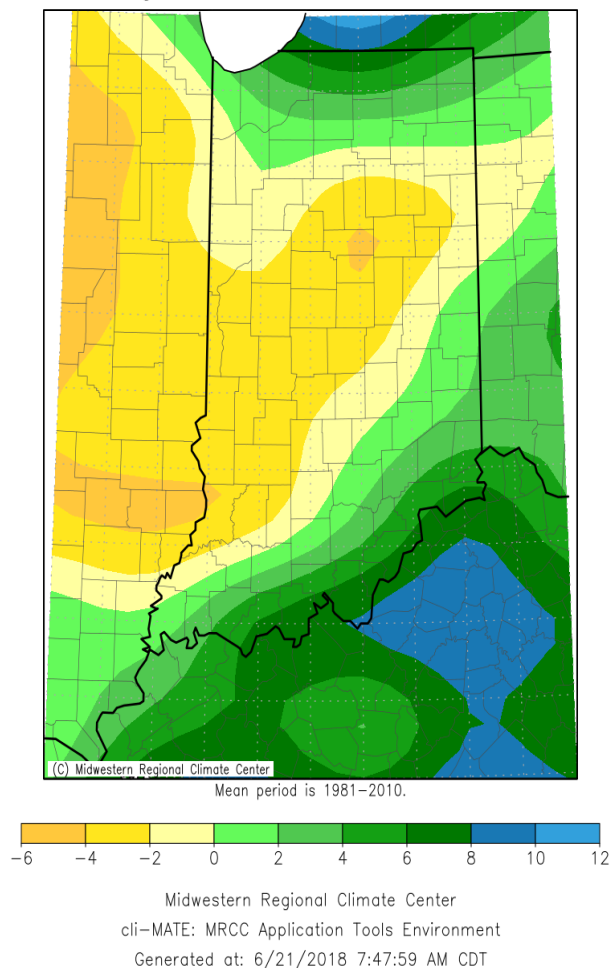 (C) Midwestern Regional Climate Center
Mean period is 1981-2010.
-6 -4 -2 0 2 4 6 8 10 12
Midwestern Regional Climate Center
cli-MATE: MRCC Application Tools Environment
Generated at: 6/21/2018 7:47:59 AM CDT